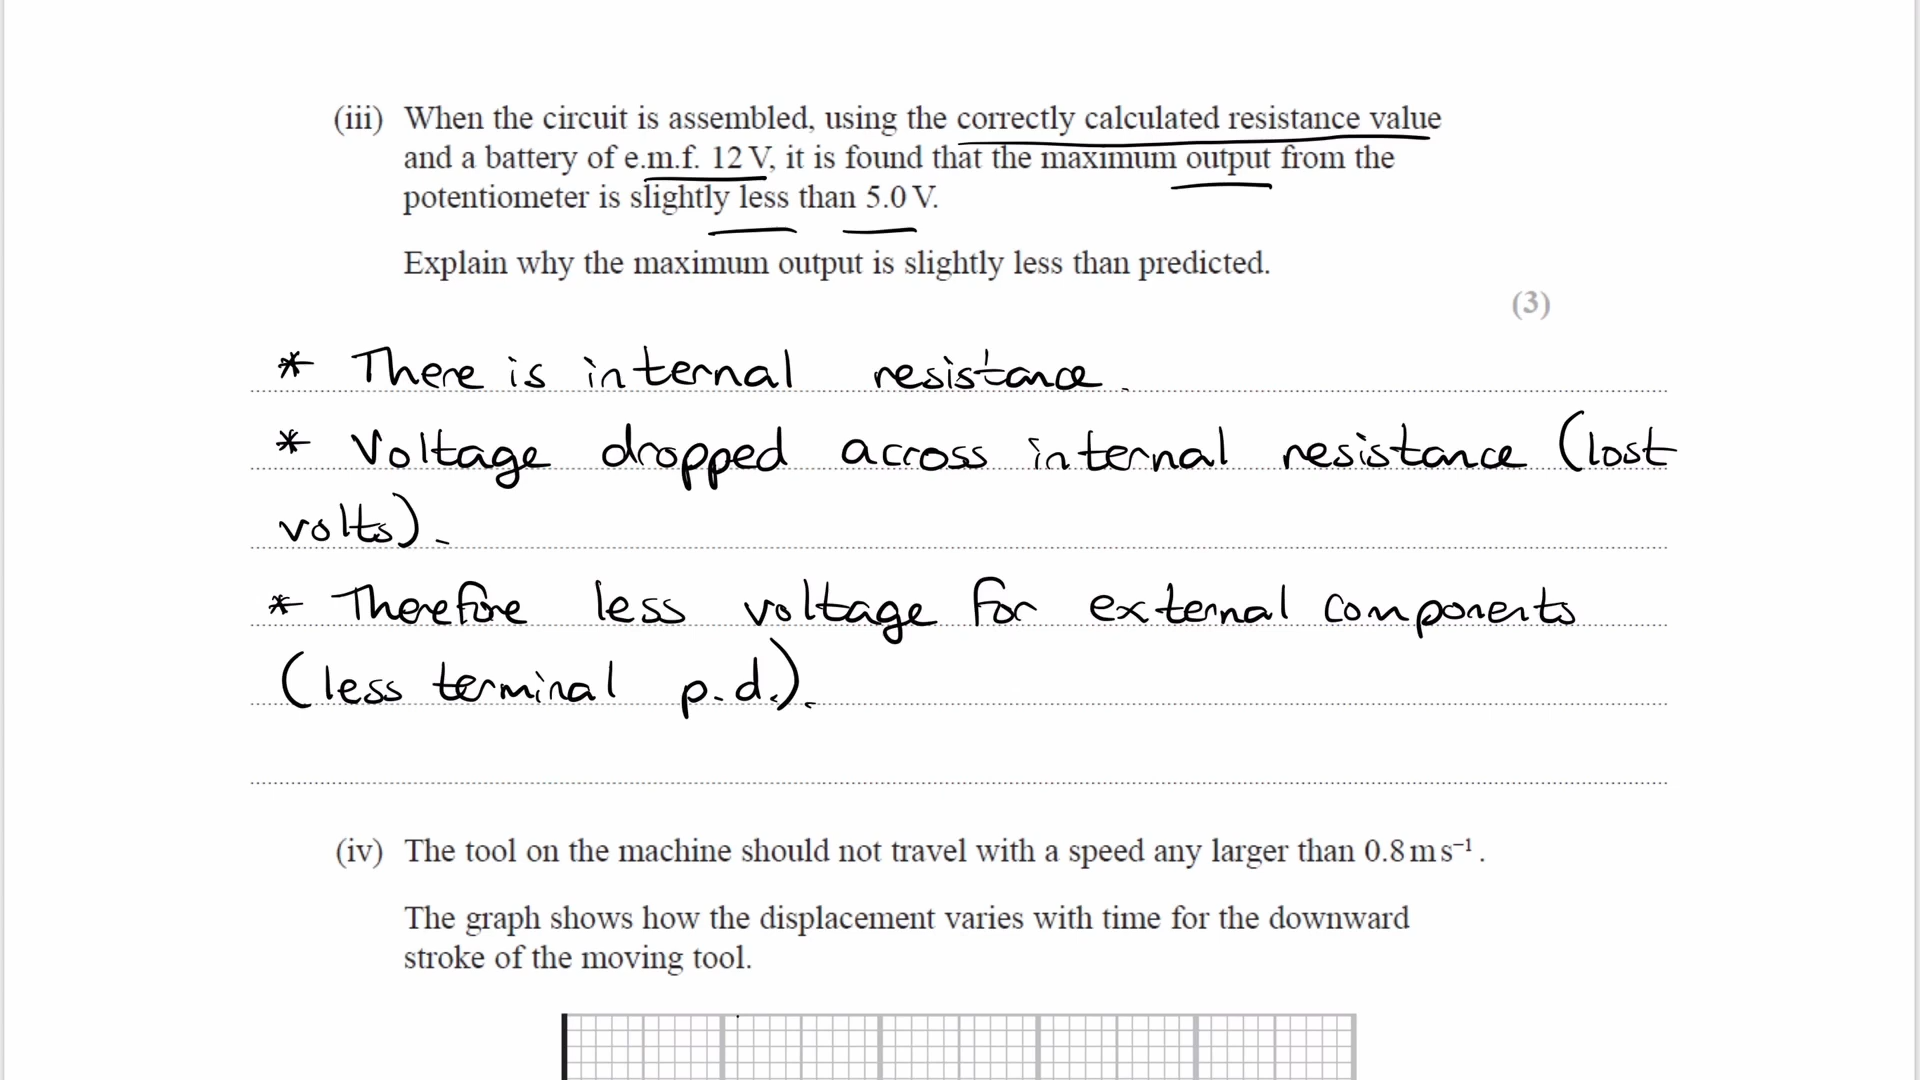 (iii) When the circuit is assembled, using the correctly calculated resistance value
and a battery of e.m.f. 12 V, it is found that the maximum output from the
potentiometer is slightly less than 5.0 V.
Explain why the maximum output is slightly less than predicted.
(3)
* There is internal resistance.
* Voltage dropped across internal resistance (lost
volts).
* Therefore less voltage for external components
(less terminal p.d.).
(iv) The tool on the machine should not travel with a speed any larger than 0.8 m s⁻¹ .
The graph shows how the displacement varies with time for the downward
stroke of the moving tool.